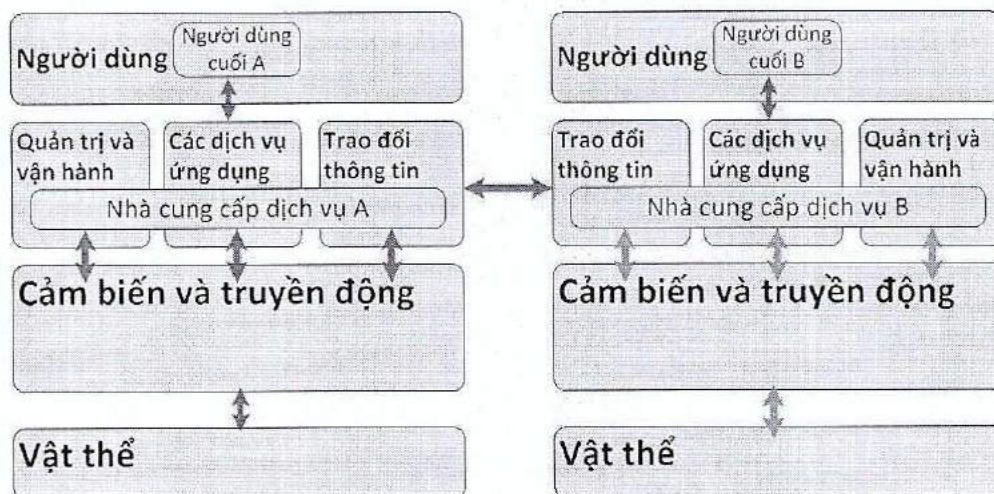 Người dùng
Người dùng
cuối A
Quản trị và
vận hành
Các dịch vụ
ứng dụng
Trao đổi
thông tin
Nhà cung cấp dịch vụ A
Cảm biến và truyền động
Vật thể
Người dùng
Người dùng
cuối B
Trao đổi
thông tin
Các dịch vụ
ứng dụng
Quản trị và
vận hành
Nhà cung cấp dịch vụ B
Cảm biến và truyền động
Vật thể